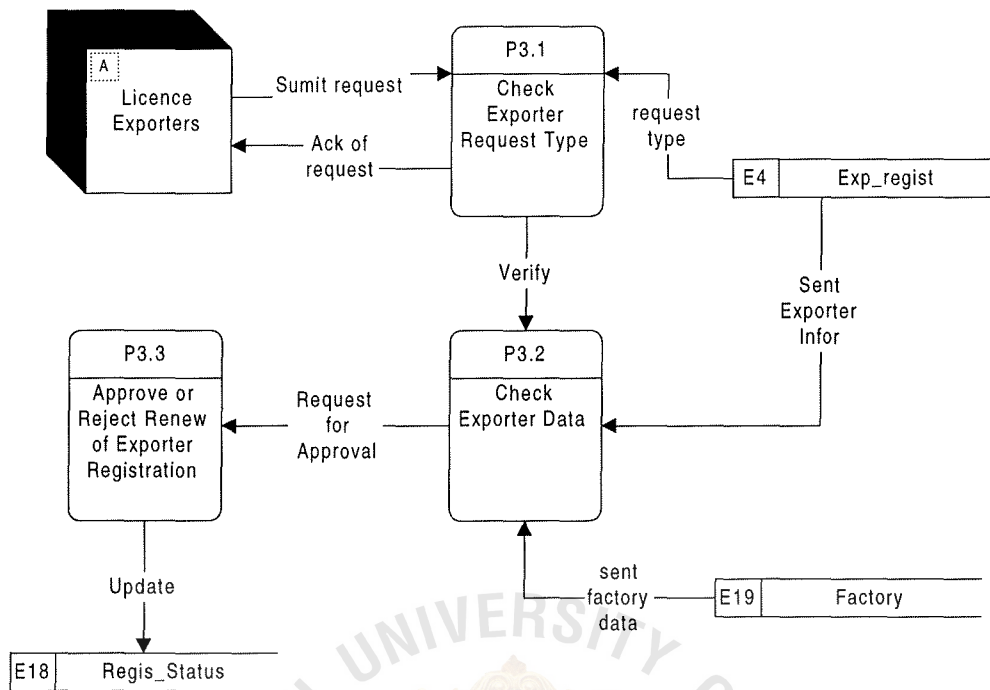 A
Licence
Exporters
Sumit request
Ack of
request
P3.1
Check
Exporter
Request Type
request
type
E4
Exp_regist
Verify
Sent
Exporter
Infor
P3.3
Approve or
Reject Renew
of Exporter
Registration
Request
for
Approval
P3.2
Check
Exporter Data
Update
sent
factory
data
E19
Factory
E18
Regis_Status
UNIVERSITY